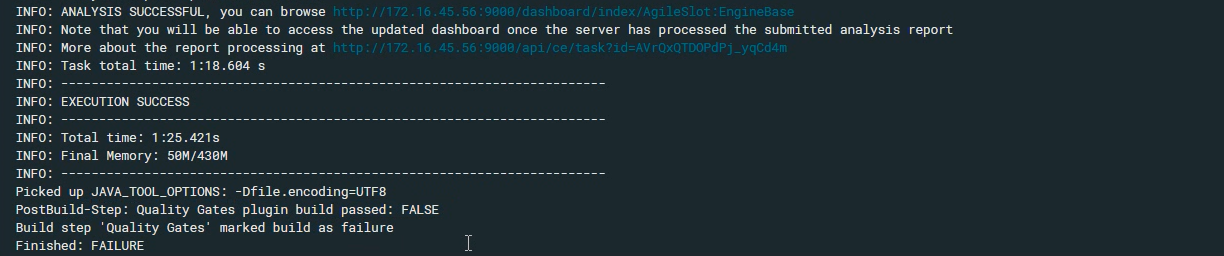 INFO: ANALYSIS SUCCESSFUL, you can browse http://172.16.45.56:9000/dashboard/index/AgileSlot:EngineBase
INFO: Note that you will be able to access the updated dashboard once the server has processed the submitted analysis report
INFO: More about the report processing at http://172.16.45.56:9000/api/ce/task?id=AVrQxQTDOPdPj_yqCd4m
INFO: Task total time: 1:18.604 s
INFO: ------------------------------------------------------------------------
INFO: EXECUTION SUCCESS
INFO: ------------------------------------------------------------------------
INFO: Total time: 1:25.421s
INFO: Final Memory: 50M/430M
INFO: ------------------------------------------------------------------------
Picked up JAVA_TOOL_OPTIONS: -Dfile.encoding=UTF8
PostBuild-Step: Quality Gates plugin build passed: FALSE
Build step 'Quality Gates' marked build as failure
Finished: FAILURE